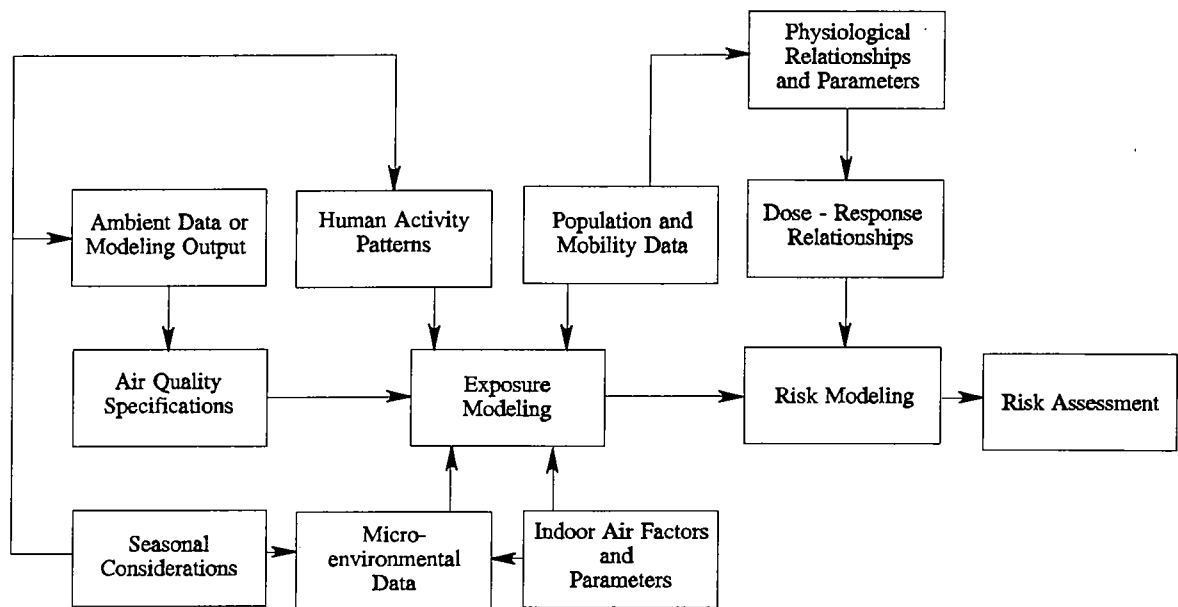 Physiological
Relationships
and Parameters
Ambient Data or
Modeling Output
Human Activity
Patterns
Population and
Mobility Data
Dose - Response
Relationships
Air Quality
Specifications
Exposure
Modeling
Risk Modeling
Risk Assessment
Seasonal
Considerations
Micro-
environmental
Data
Indoor Air Factors
and
Parameters